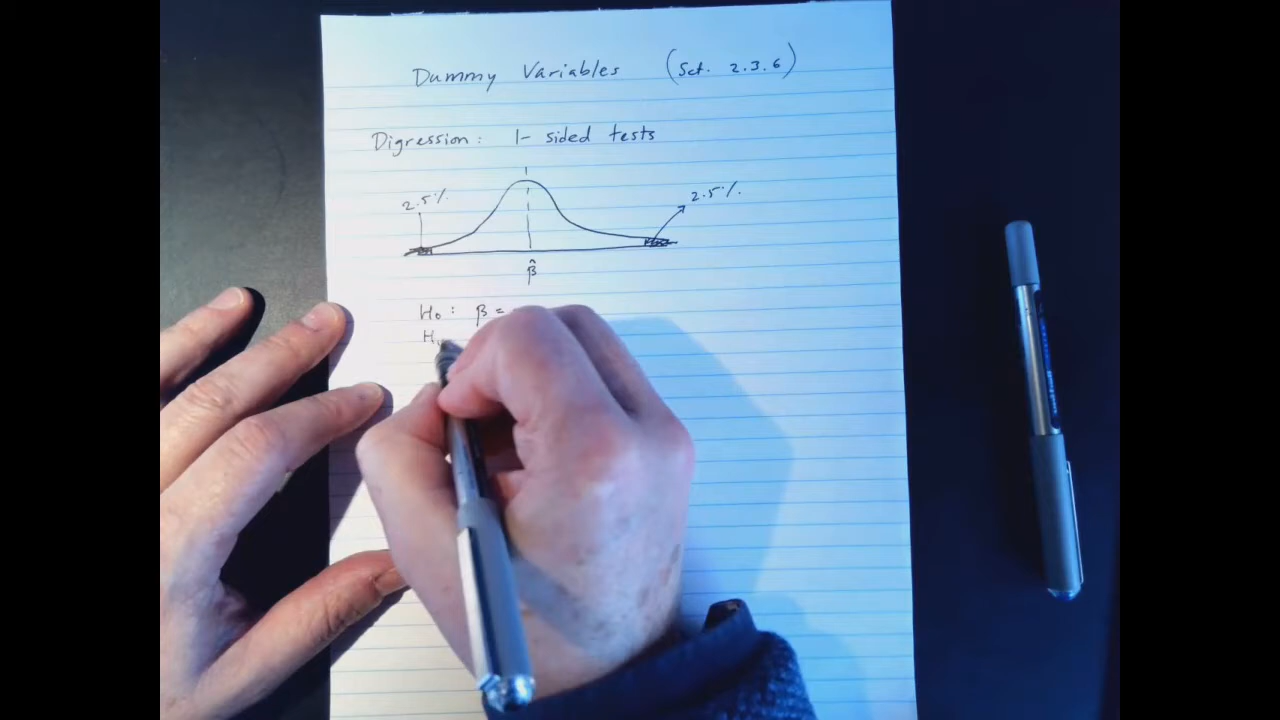 Dummy Variables (Sct. 2.3.6)
Digression: 1- sided tests
2.5% 2.5%.
β̂
H₀: β =
H